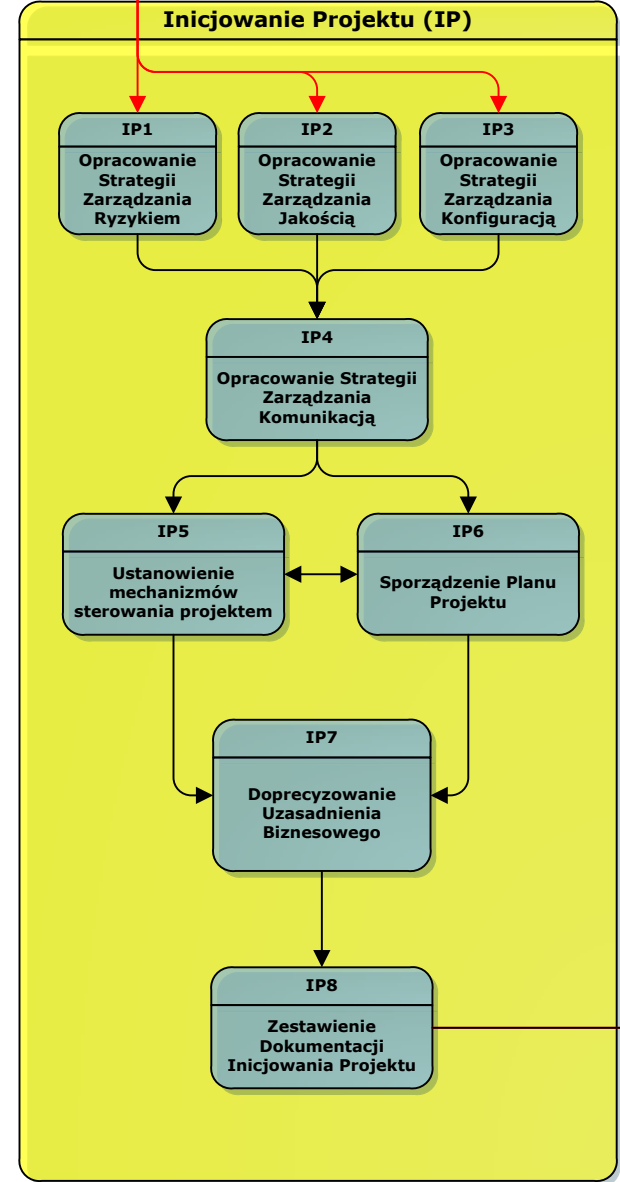 Inicjowanie Projektu (IP)
IP1
Opracowanie
Strategii
Zarządzania
Ryzykiem
IP2
Opracowanie
Strategii
Zarządzania
Jakością
IP3
Opracowanie
Strategii
Zarządzania
Konfiguracją
IP4
Opracowanie Strategii
Zarządzania
Komunikacją
IP5
Ustanowienie
mechanizmów
sterowania projektem
IP6
Sporządzenie Planu
Projektu
IP7
Doprecyzowanie
Uzasadnienia
Biznesowego
IP8
Zestawienie
Dokumentacji
Inicjowania Projektu